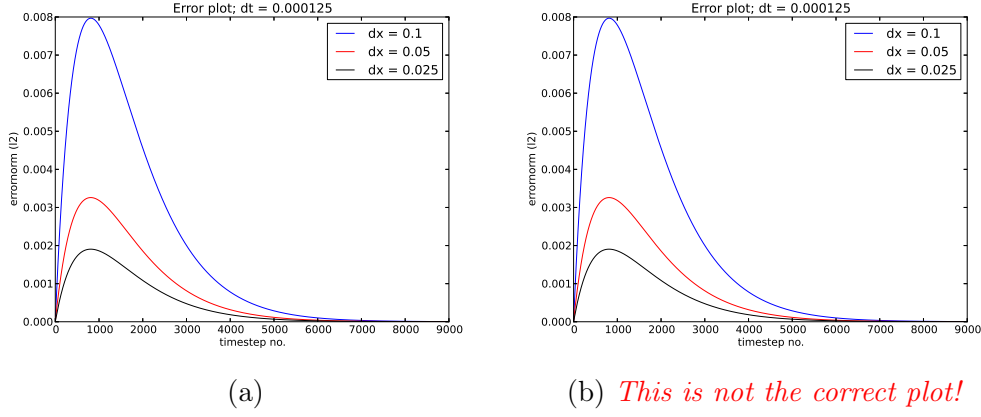 Error plot; dt = 0.000125
0.008
0.007
0.006
0.005
0.004
0.003
0.002
0.001
0.000
errornorm (l2)
dx = 0.1
dx = 0.05
dx = 0.025
0 1000 2000 3000 4000 5000 6000 7000 8000 9000
timestep no.
(a)
Error plot; dt = 0.000125
0.008
0.007
0.006
0.005
0.004
0.003
0.002
0.001
0.000
errornorm (l2)
dx = 0.1
dx = 0.05
dx = 0.025
0 1000 2000 3000 4000 5000 6000 7000 8000 9000
timestep no.
(b) This is not the correct plot!